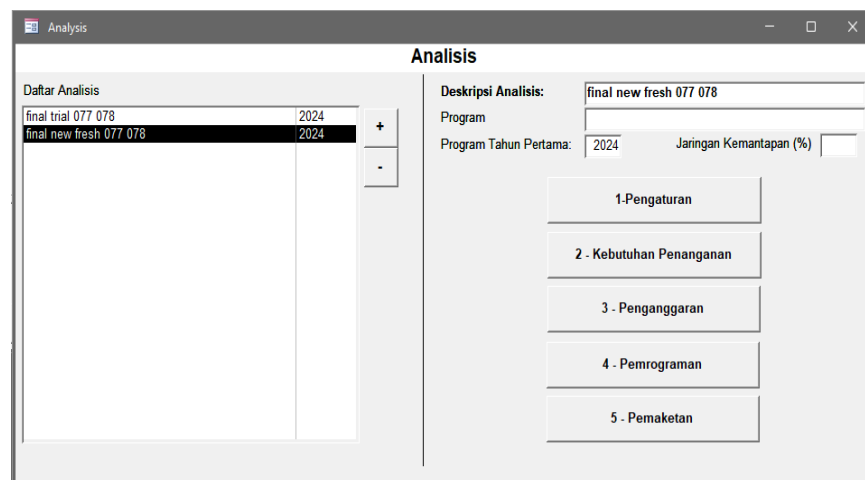 Analysis
Analisis
Daftar Analisis
final trial 077 078 2024
final new fresh 077 078 2024
+
-
Deskripsi Analisis: final new fresh 077 078
Program
Program Tahun Pertama: 2024 Jaringan Kemantapan (%)
1-Pengaturan
2 - Kebutuhan Penanganan
3 - Penganggaran
4 - Pemrograman
5 - Pemaketan